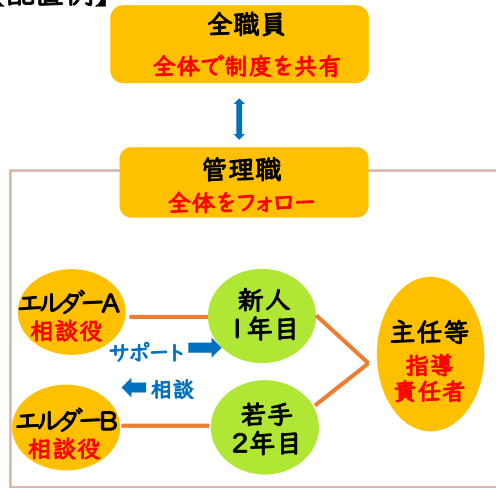 【配置例】
全職員
全体で制度を共有
管理職
全体をフォロー
エルダーA
相談役
新人
1年目
サポート
相談
主任等
指導
責任者
エルダーB
相談役
若手
2年目